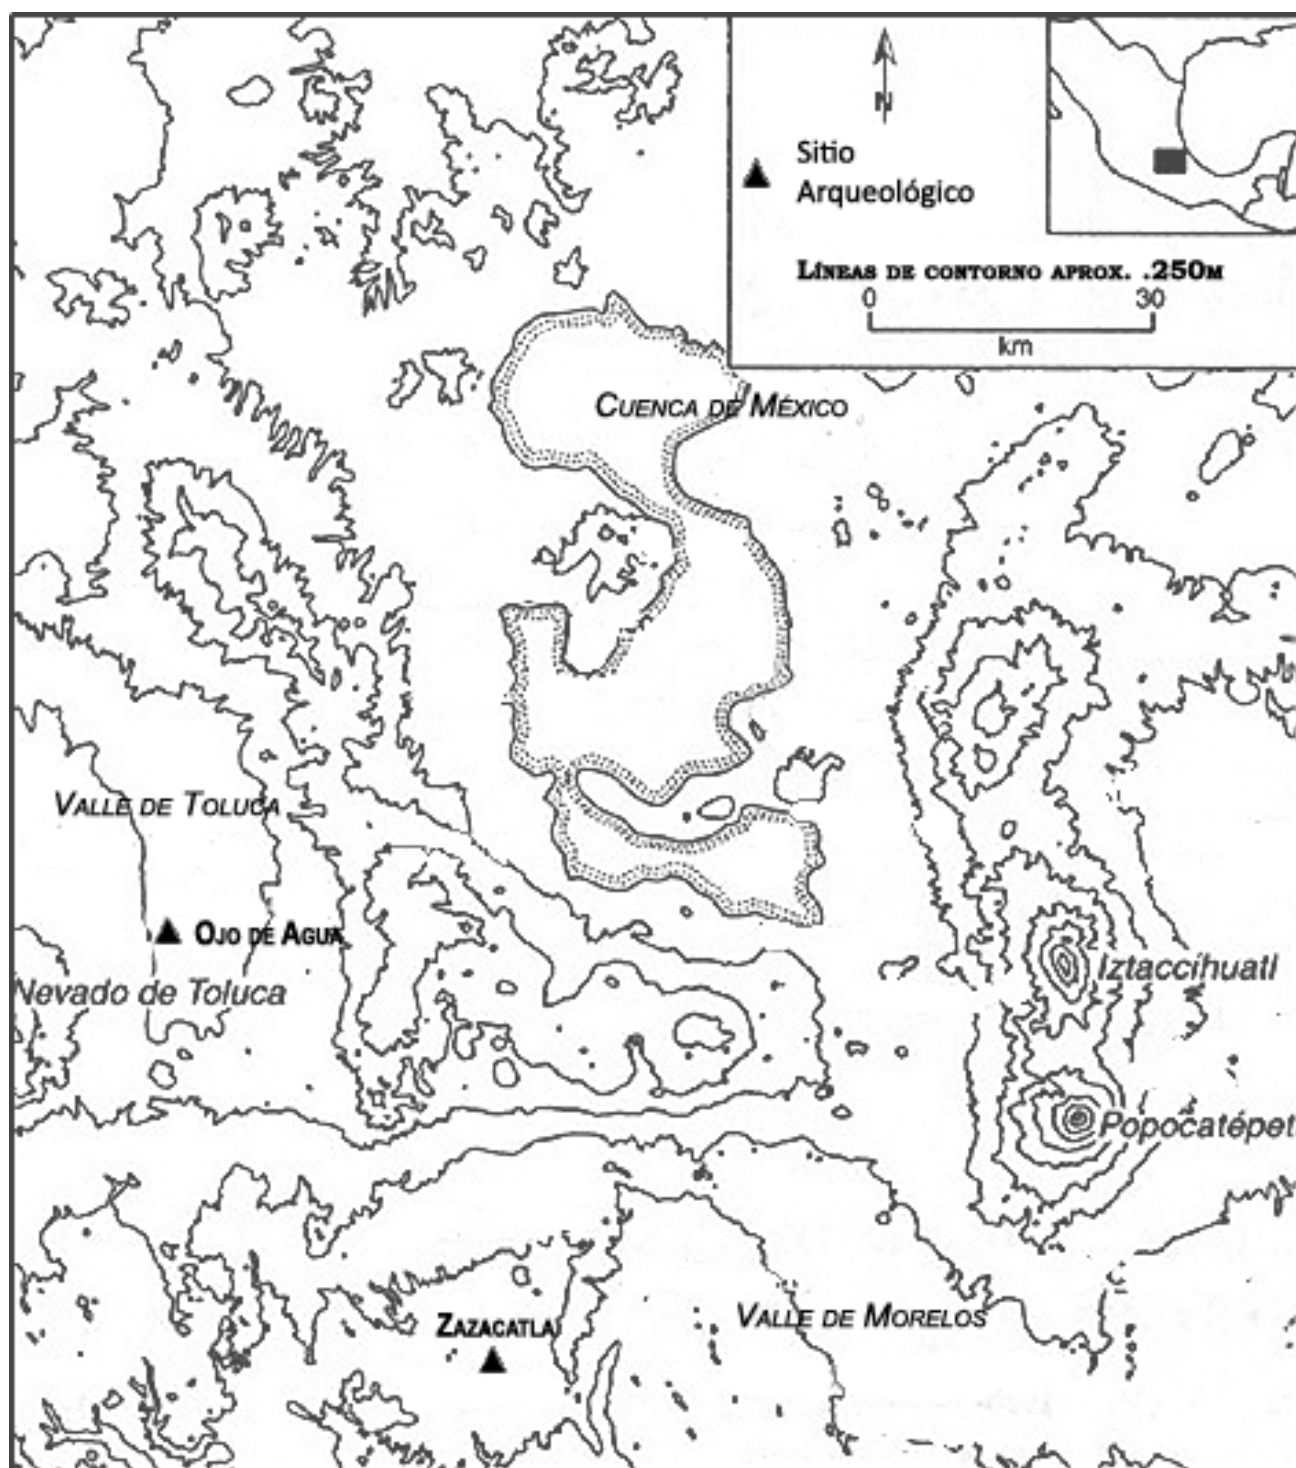 N
Sitio
Arqueológico
LÍNEAS DE CONTORNO APROX. .250M
0 30
km
CUENCA DE MÉXICO
VALLE DE TOLUCA
OJO DE AGUA
Nevado de Toluca
Iztaccíhuatl
Popocatépet
ZAZACATLA
VALLE DE MORELOS